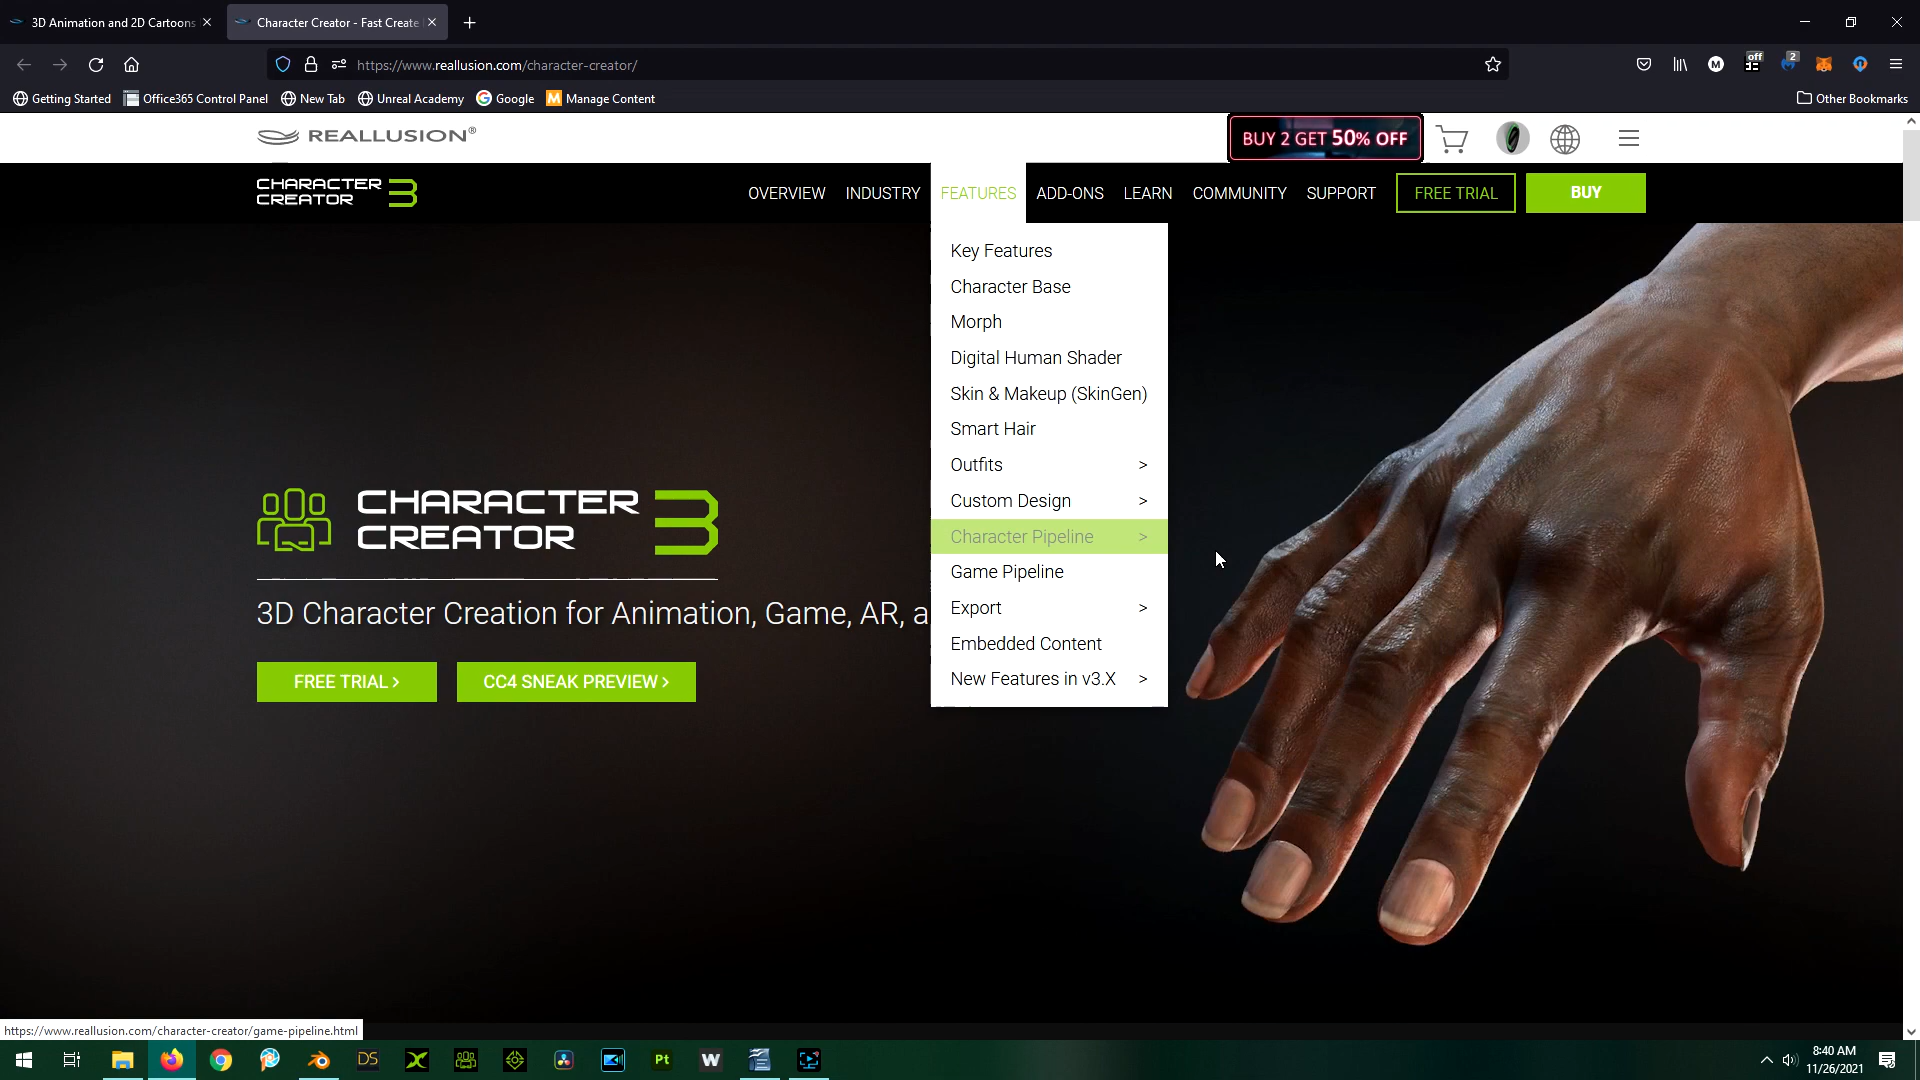 3D Animation and 2D Cartoons
Character Creator - Fast Create
https://www.reallusion.com/character-creator/
off
2
M
Getting Started
Office365 Control Panel
New Tab
Unreal Academy
Google
Manage Content
Other Bookmarks
REALLUSION®
BUY 2 GET 50% OFF
CHARACTER CREATOR 3
OVERVIEW
INDUSTRY
FEATURES
ADD-ONS
LEARN
COMMUNITY
SUPPORT
FREE TRIAL
BUY
Key Features
Character Base
Morph
Digital Human Shader
Skin & Makeup (SkinGen)
Smart Hair
Outfits >
Custom Design >
Character Pipeline >
Game Pipeline
Export >
Embedded Content
New Features in v3.X >
CHARACTER
CREATOR 3
3D Character Creation for Animation, Game, AR, a
FREE TRIAL >
CC4 SNEAK PREVIEW >
https://www.reallusion.com/character-creator/game-pipeline.html
DS
Pt
W
8:40 AM
11/26/2021